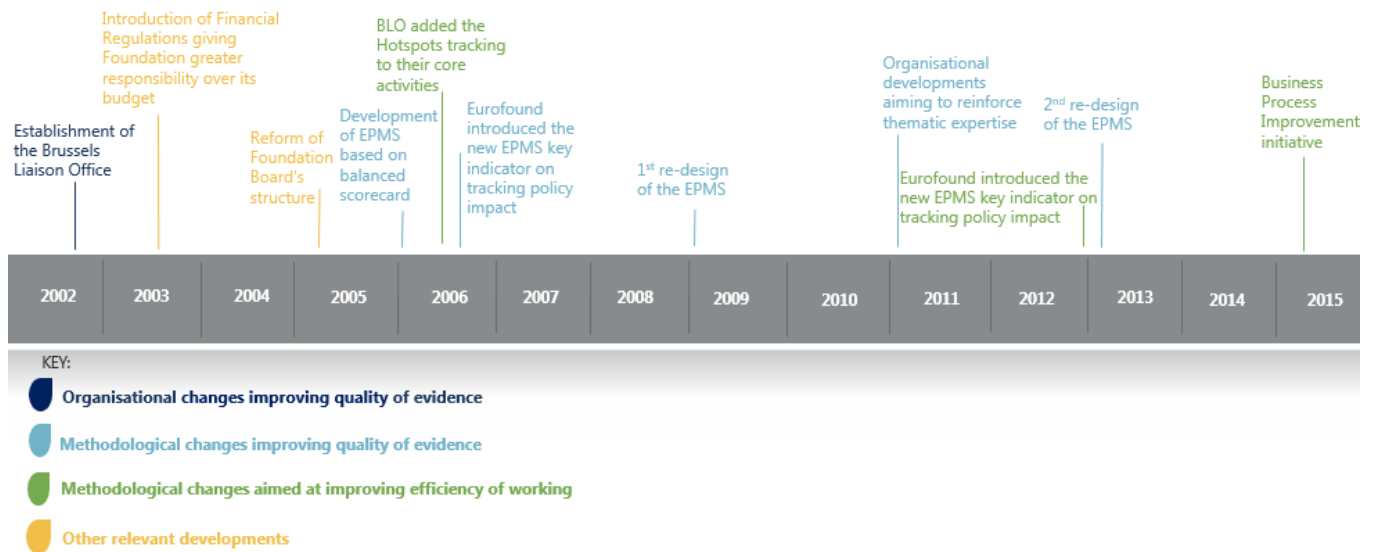 Introduction of Financial
Regulations giving
Foundation greater
responsibility over its
budget
BLO added the
Hotspots tracking
to their core
activities
Establishment of
the Brussels
Liaison Office
Reform of
Foundation
Board's
structure
Development
of EPMS
based on
balanced
scorecard
Eurofound
introduced the
new EPMS key
indicator on
tracking policy
impact
1st re-design
of the EPMS
Organisational
developments
aiming to reinforce
thematic expertise
Eurofound introduced the
new EPMS key indicator on
tracking policy impact
2nd re-design
of the EPMS
Business
Process
Improvement
initiative
2002 2003 2004 2005 2006 2007 2008 2009 2010 2011 2012 2013 2014 2015
KEY:
Organisational changes improving quality of evidence
Methodological changes improving quality of evidence
Methodological changes aimed at improving efficiency of working
Other relevant developments